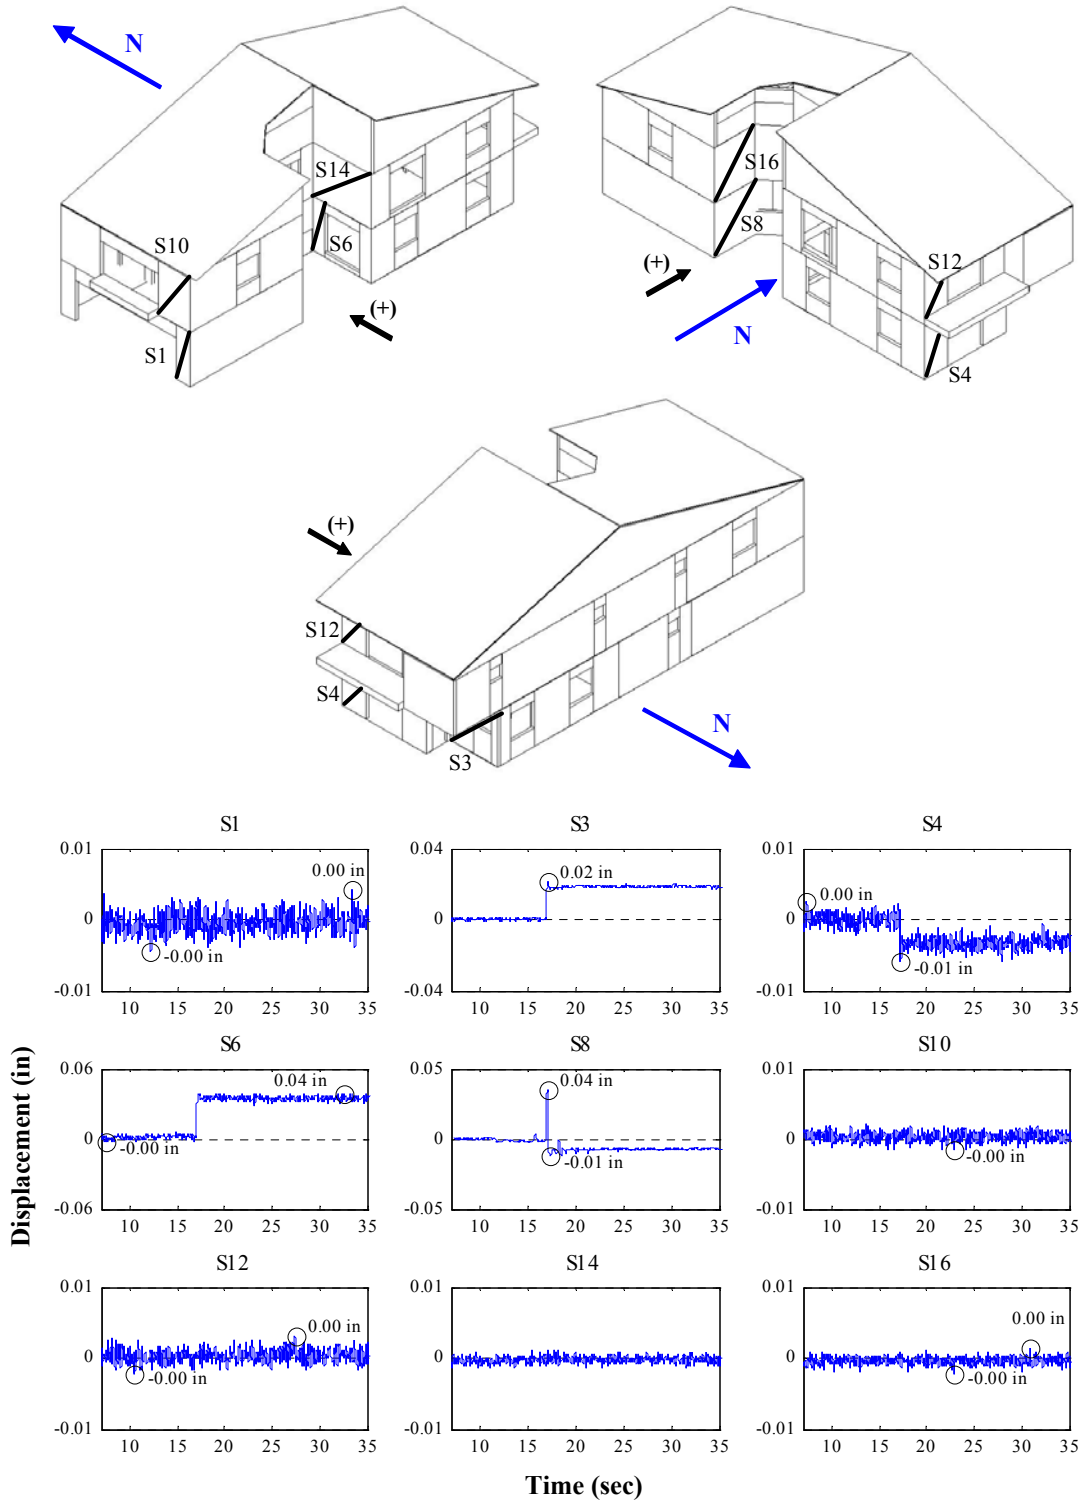 N
S14
S10
S6
(+)
S1
N
S16
S8
S12
(+)
N
S4
(+)
S12
S4
S3
N
S1
0.01
0
-0.01
0.00 in
-0.00 in
10 15 20 25 30 35
S3
0.04
0
-0.04
0.02 in
10 15 20 25 30 35
S4
0.01
0
-0.01
0.00 in
-0.01 in
10 15 20 25 30 35
S6
0.06
0
-0.06
0.04 in
-0.00 in
10 15 20 25 30 35
S8
0.05
0
-0.05
0.04 in
-0.01 in
10 15 20 25 30 35
S10
0.01
0
-0.01
-0.00 in
10 15 20 25 30 35
S12
0.01
0
-0.01
0.00 in
-0.00 in
10 15 20 25 30 35
S14
0.01
0
-0.01
10 15 20 25 30 35
S16
0.01
0
-0.01
0.00 in
-0.00 in
10 15 20 25 30 35
Displacement (in)
Time (sec)